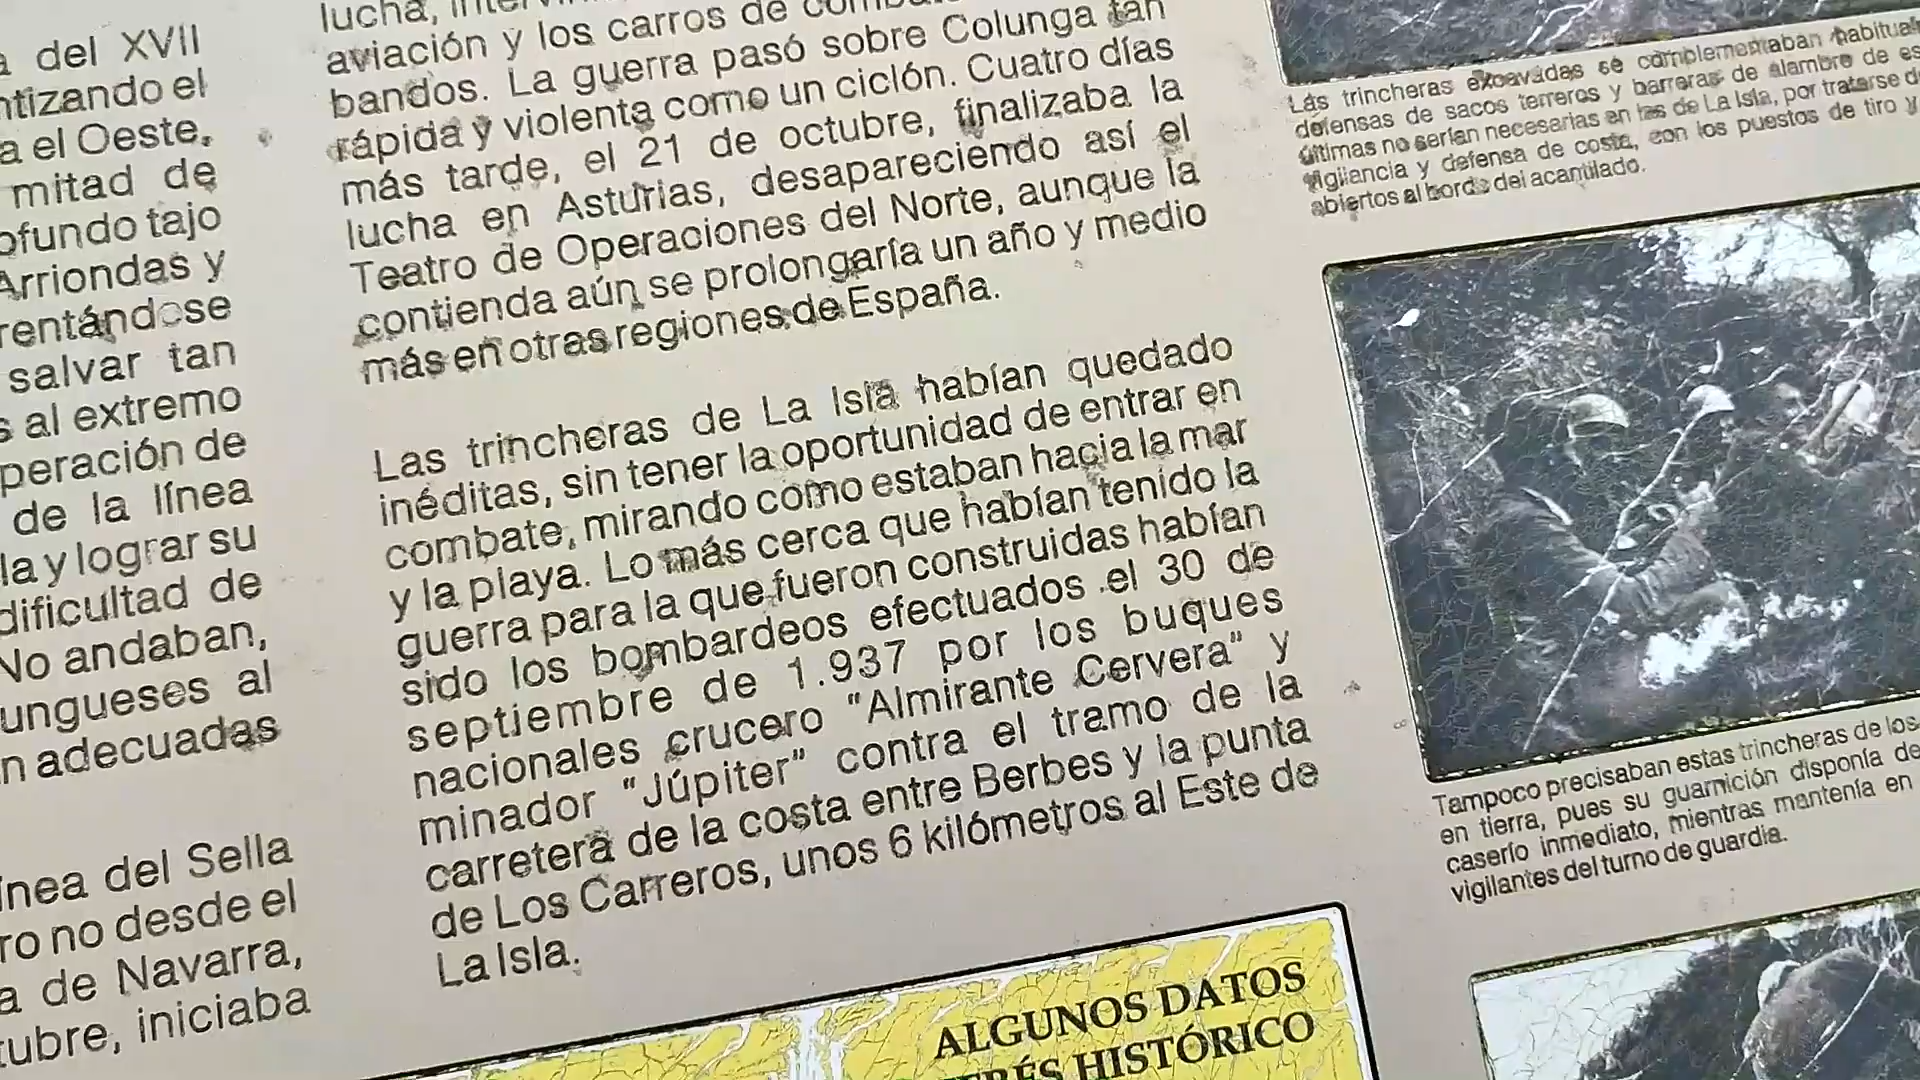 del XVII
el
a el Oeste,
mitad de
tajo
Arriondas y
salvar tan
al extremo
de
de la línea
la y lograr su
dificultad de
No andaban,
al
adecuadas
del Sella
no desde el
de Navarra,
iniciaba
lucha,
aviación y los carros de
bandos. La guerra pasó sobre Colunga tan
rápida y violenta como un ciclón. Cuatro días
más tarde, el 21 de octubre, finalizaba la
lucha en Asturias, desapareciendo así el
Teatro de Operaciones del Norte, aunque la
contienda aún se prolongaría un año y medio
más en otras regiones de España.
Las trincheras de La Isla habían quedado
inéditas, sin tener la oportunidad de entrar en
combate, mirando como estaban hacia la mar
y la playa. Lo más cerca que habían tenido la
guerra para la que fueron construidas habían
sido los bombardeos efectuados el 30 de
septiembre de 1.937 por los buques
nacionales crucero "Almirante Cervera" y
minador "Júpiter" contra el tramo de la
carretera de la costa entre Berbes y la punta
de Los Carreros, unos 6 kilómetros al Este de
La Isla.
ALGUNOS DATOS
HISTÓRICO
Las trincheras excavadas se complementaban
defensas de sacos terreros y barreras de alambre de
últimas no serían necesarias en las de La Isla, por tratarse
vigilancia y defensa de costa, con los puestos de tiro y
abiertos al borde del acantilado.
Tampoco precisaban estas trincheras de los
en tierra, pues su guarnición disponía de
caserío inmediato, mientras mantenía en
vigilantes del turno de guardia.